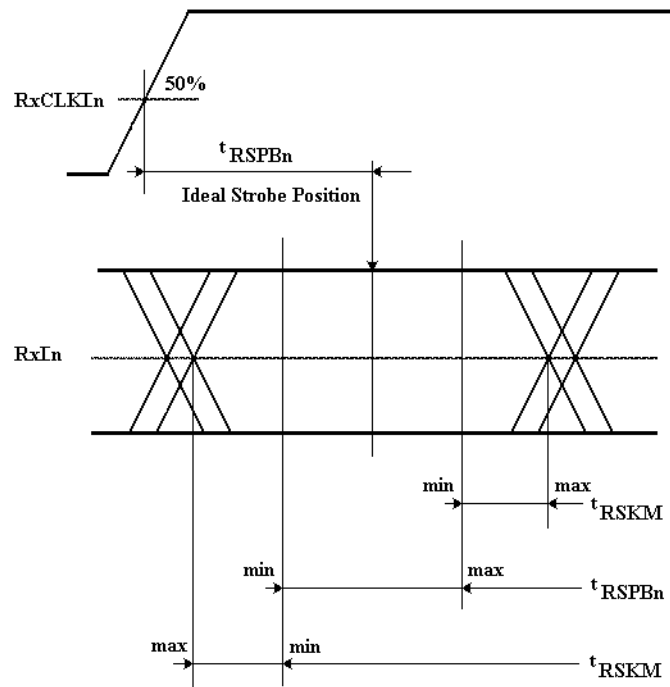 50%
RxCLKIn
tRSPBn
Ideal Strobe Position
RxIn
min max tRSKM
min max tRSPBn
max min tRSKM